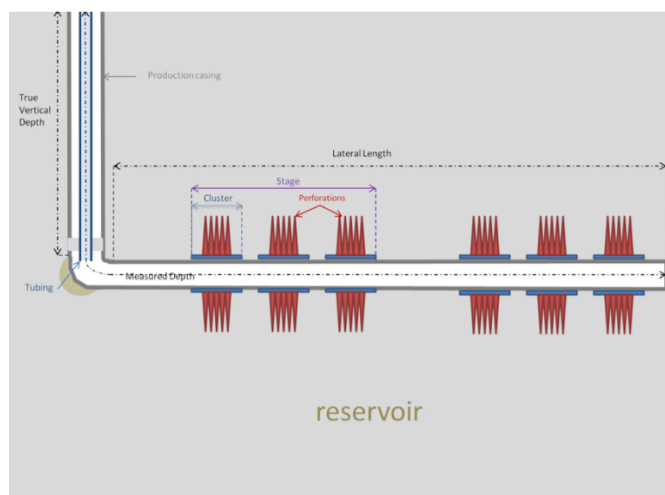 Production casing
True
Vertical
Depth
Lateral Length
Stage
Cluster
Perforations
Measured Depth
Tubing
reservoir